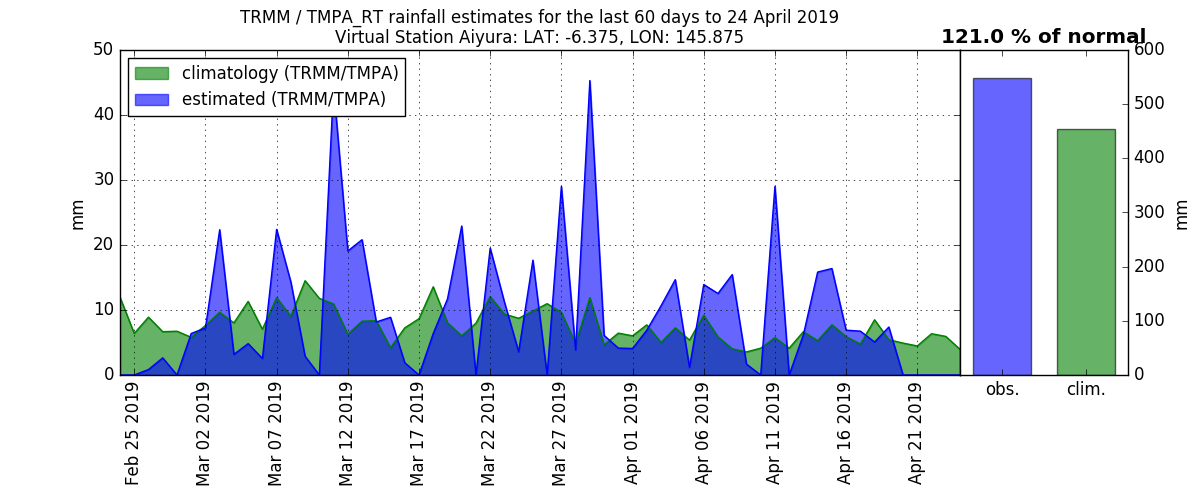 TRMM / TMPA_RT rainfall estimates for the last 60 days to 24 April 2019
Virtual Station Aiyura: LAT: -6.375, LON: 145.875
121.0 % of normal
climatology (TRMM/TMPA)
estimated (TRMM/TMPA)
mm
50
40
30
20
10
0
Feb 25 2019
Mar 02 2019
Mar 07 2019
Mar 12 2019
Mar 17 2019
Mar 22 2019
Mar 27 2019
Apr 01 2019
Apr 06 2019
Apr 11 2019
Apr 16 2019
Apr 21 2019
obs.
clim.
600
500
400
300
200
100
0
mm